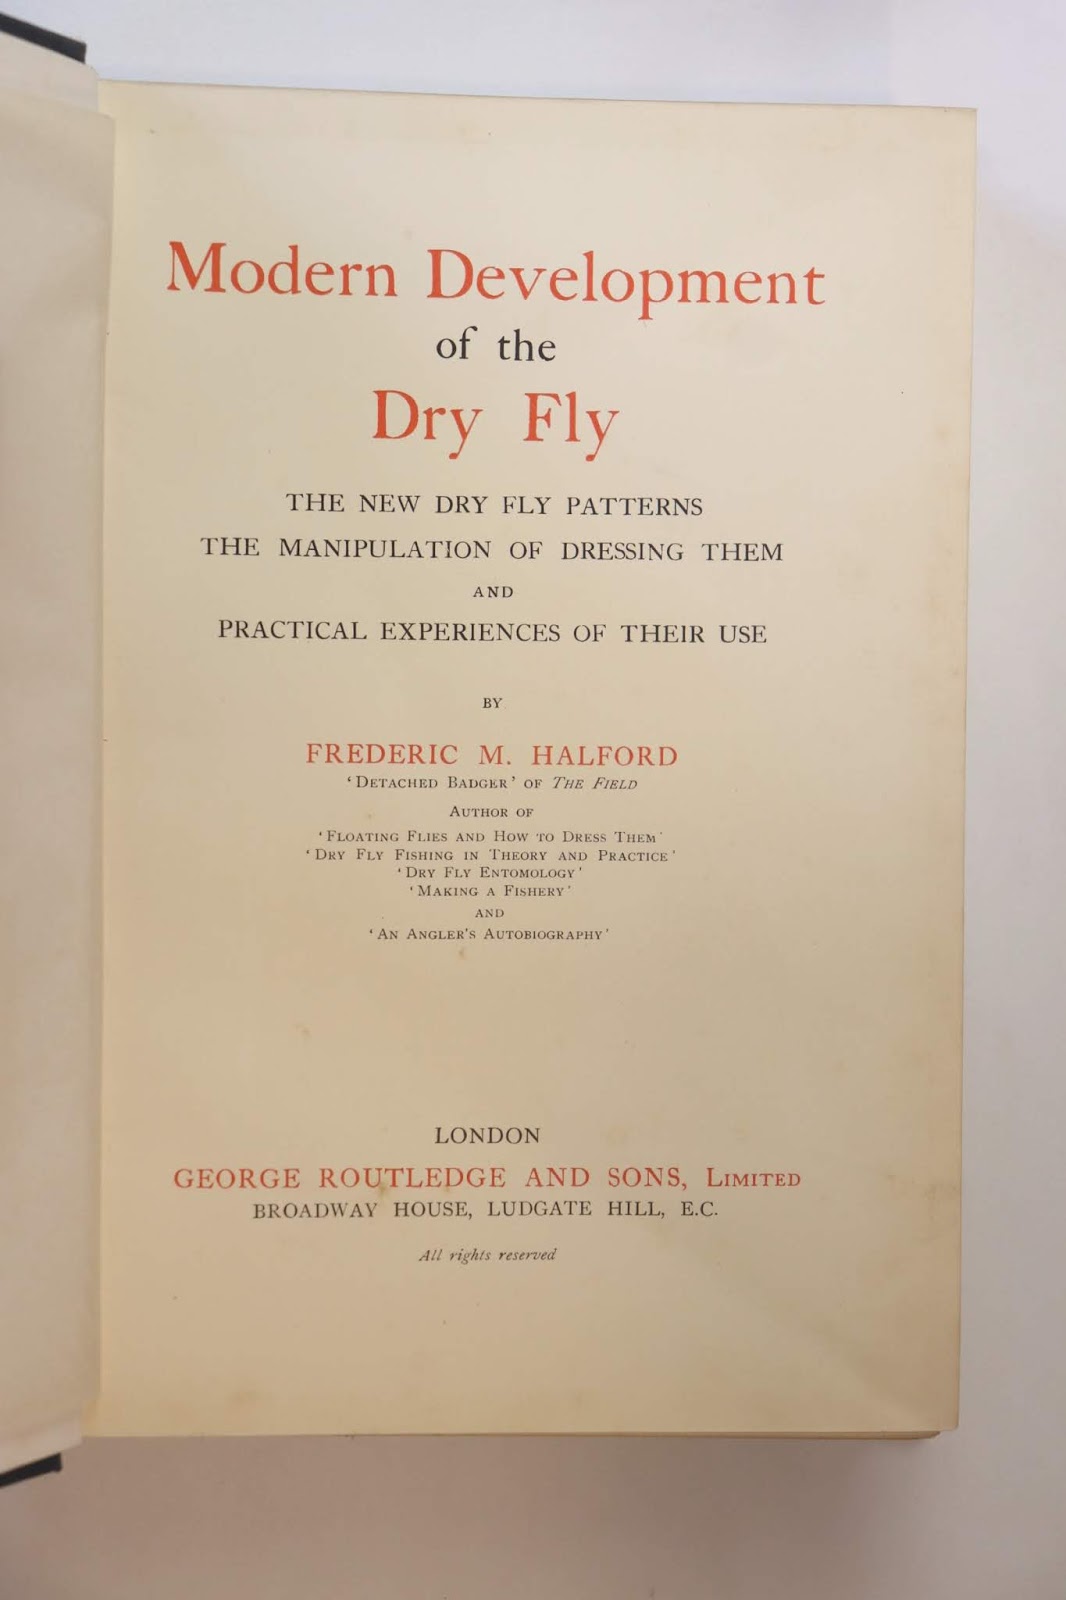 Modern Development
of the
Dry Fly
THE NEW DRY FLY PATTERNS
THE MANIPULATION OF DRESSING THEM
AND
PRACTICAL EXPERIENCES OF THEIR USE
BY
FREDERIC M. HALFORD
‘DETACHED BADGER’ OF THE FIELD
AUTHOR OF
‘FLOATING FLIES AND HOW TO DRESS THEM’
‘DRY FLY FISHING IN THEORY AND PRACTICE’
‘DRY FLY ENTOMOLOGY’
‘MAKING A FISHERY’
AND
‘AN ANGLER’S AUTOBIOGRAPHY’
LONDON
GEORGE ROUTLEDGE AND SONS, LIMITED
BROADWAY HOUSE, LUDGATE HILL, E.C.
All rights reserved